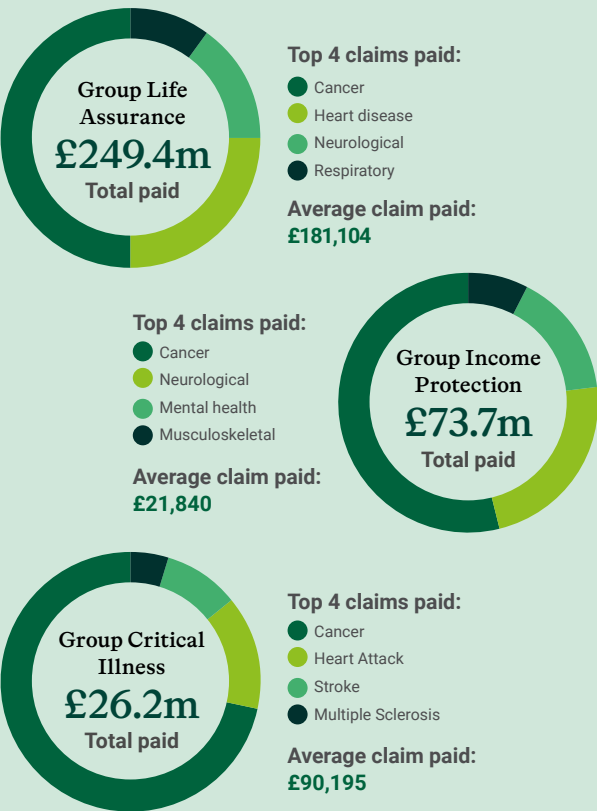 Group Life
Assurance
£249.4m
Total paid
Top 4 claims paid:
Cancer
Heart disease
Neurological
Respiratory
Average claim paid:
£181,104
Top 4 claims paid:
Cancer
Neurological
Mental health
Musculoskeletal
Average claim paid:
£21,840
Group Income
Protection
£73.7m
Total paid
Group Critical
Illness
£26.2m
Total paid
Top 4 claims paid:
Cancer
Heart Attack
Stroke
Multiple Sclerosis
Average claim paid:
£90,195